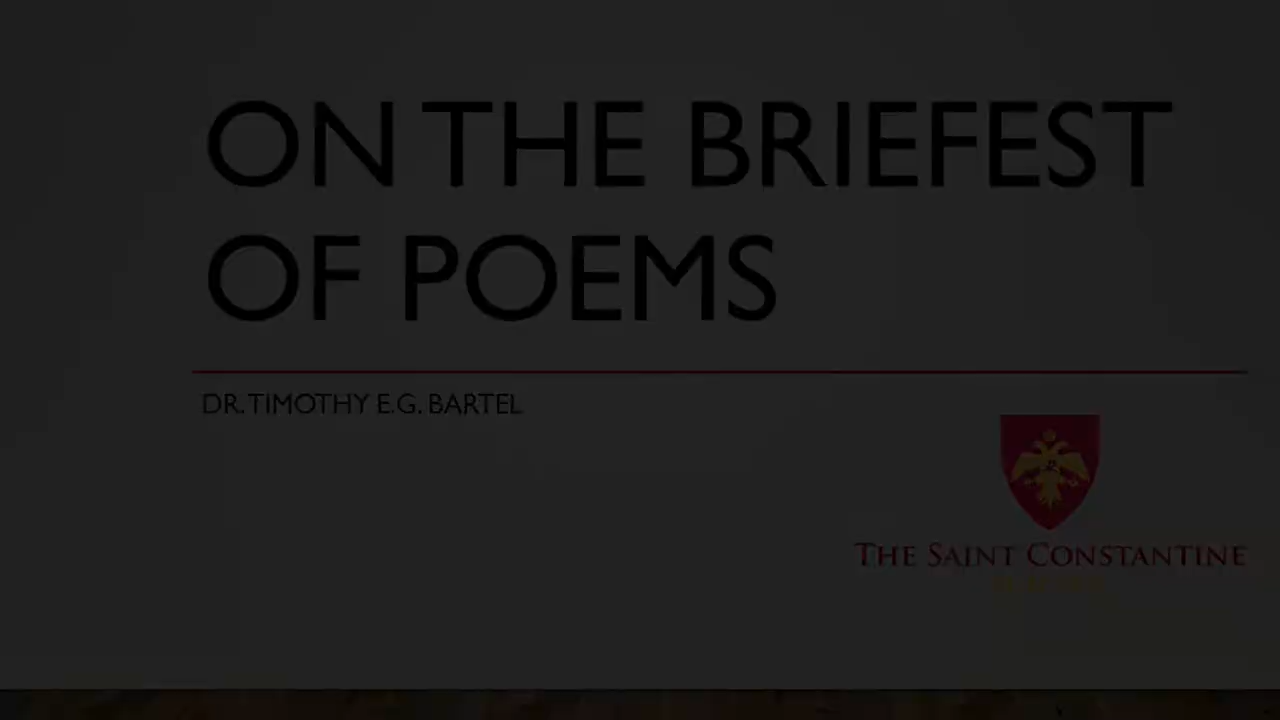 ON THE BRIEFEST
OF POEMS
DR. TIMOTHY E.G. BARTEL
THE SAINT CONSTANTINE